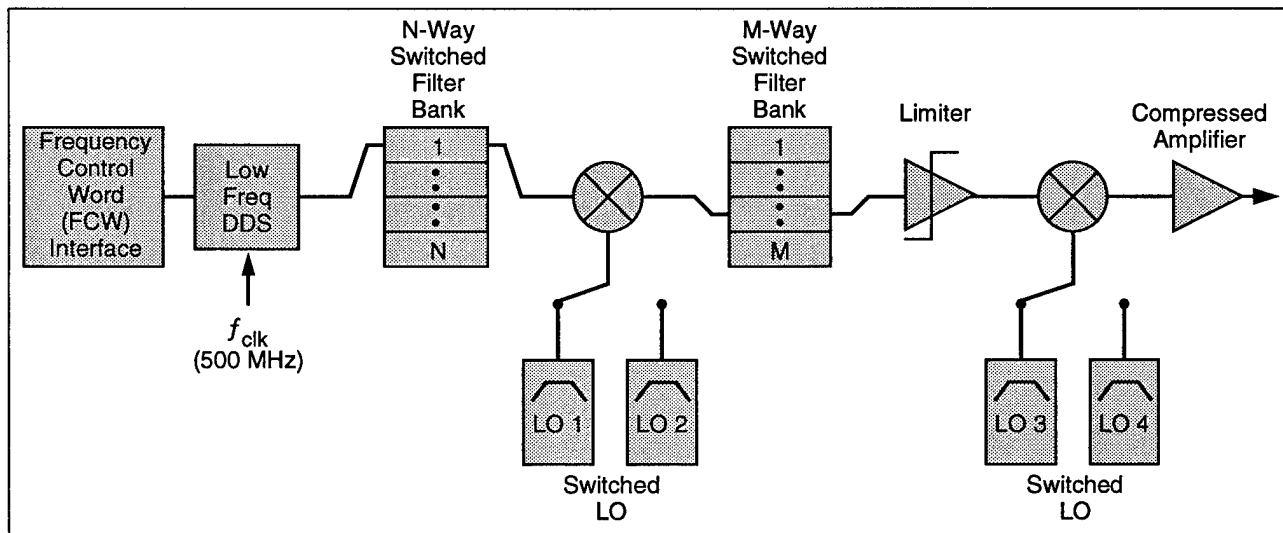 N-Way
Switched
Filter
Bank
M-Way
Switched
Filter
Bank
Limiter
Compressed
Amplifier
Frequency
Control
Word
(FCW)
Interface
Low
Freq
DDS
1
N
1
M
fclk
(500 MHz)
LO 1
LO 2
Switched
LO
LO 3
LO 4
Switched
LO